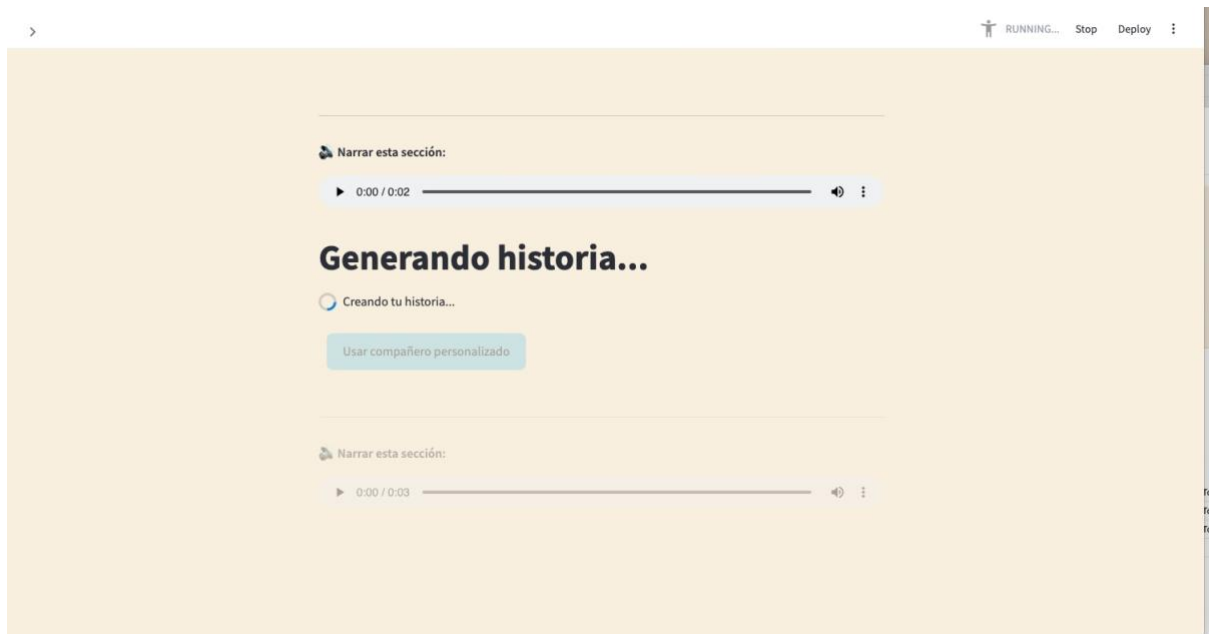 RUNNING... Stop Deploy
Narrar esta sección:
0:00 / 0:02
Generando historia...
Creando tu historia...
Usar compañero personalizado
Narrar esta sección:
0:00 / 0:03